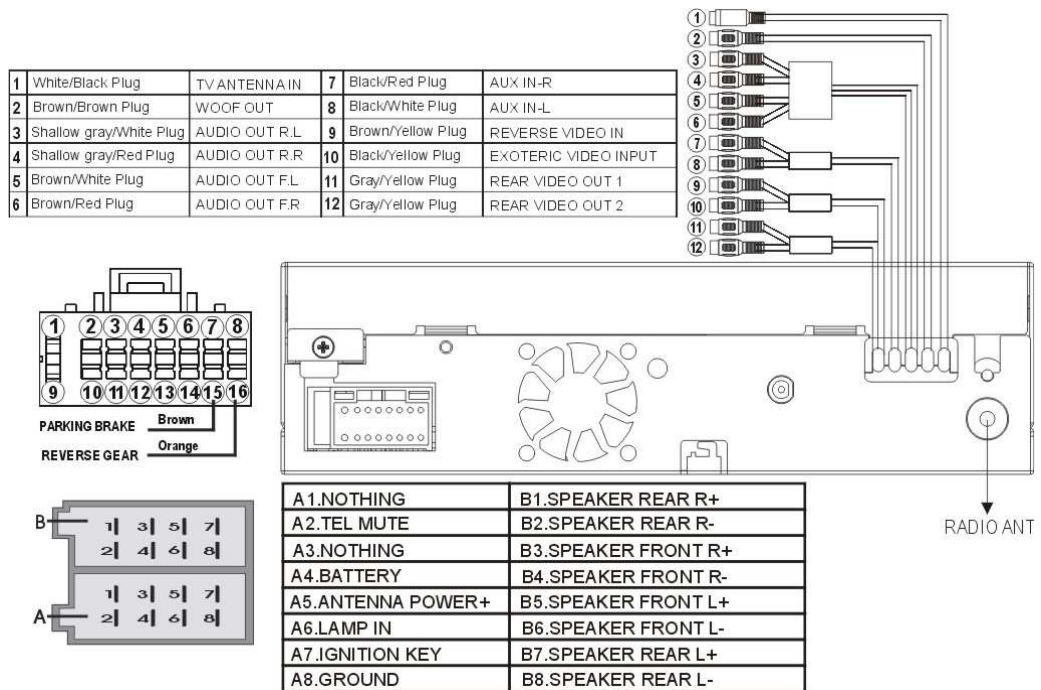 1 White/Black Plug TV ANTENNA IN 7 Black/Red Plug AUX IN-R
2 Brown/Brown Plug WOOF OUT 8 Black/White Plug AUX IN-L
3 Shallow gray/White Plug AUDIO OUT R.L 9 Brown/Yellow Plug REVERSE VIDEO IN
4 Shallow gray/Red Plug AUDIO OUT R.R 10 Black/Yellow Plug EXOTERIC VIDEO INPUT
5 Brown/White Plug AUDIO OUT F.L 11 Gray/Yellow Plug REAR VIDEO OUT 1
6 Brown/Red Plug AUDIO OUT F.R 12 Gray/Yellow Plug REAR VIDEO OUT 2
1
2
3
4
5
6
7
8
9
10
11
12
1 2 3 4 5 6 7 8
9 10 11 12 13 14 15 16
PARKING BRAKE Brown
REVERSE GEAR Orange
RADIO ANT
B 1 3 5 7
2 4 6 8
1 3 5 7
A 2 4 6 8
A1.NOTHING B1.SPEAKER REAR R+
A2.TEL MUTE B2.SPEAKER REAR R-
A3.NOTHING B3.SPEAKER FRONT R+
A4.BATTERY B4.SPEAKER FRONT R-
A5.ANTENNA POWER+ B5.SPEAKER FRONT L+
A6.LAMP IN B6.SPEAKER FRONT L-
A7.IGNITION KEY B7.SPEAKER REAR L+
A8.GROUND B8.SPEAKER REAR L-